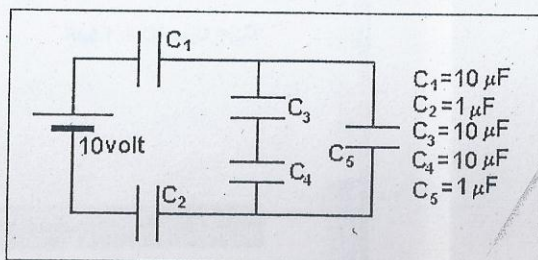 C₁
C₃
C₅
C₄
10volt
C₂
C₁=10 μF
C₂=1 μF
C₃=10 μF
C₄=10 μF
C₅=1 μF